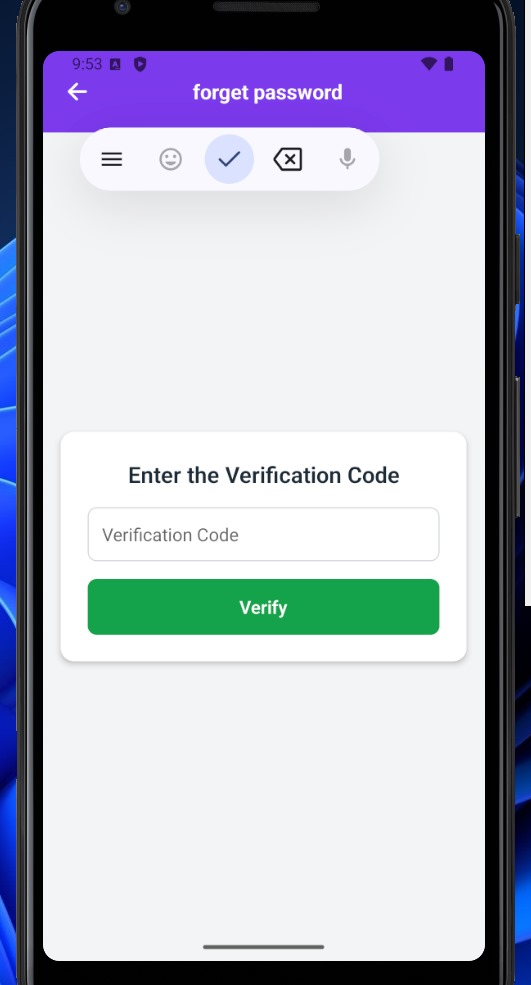 9:53
forget password
Enter the Verification Code
Verification Code
Verify